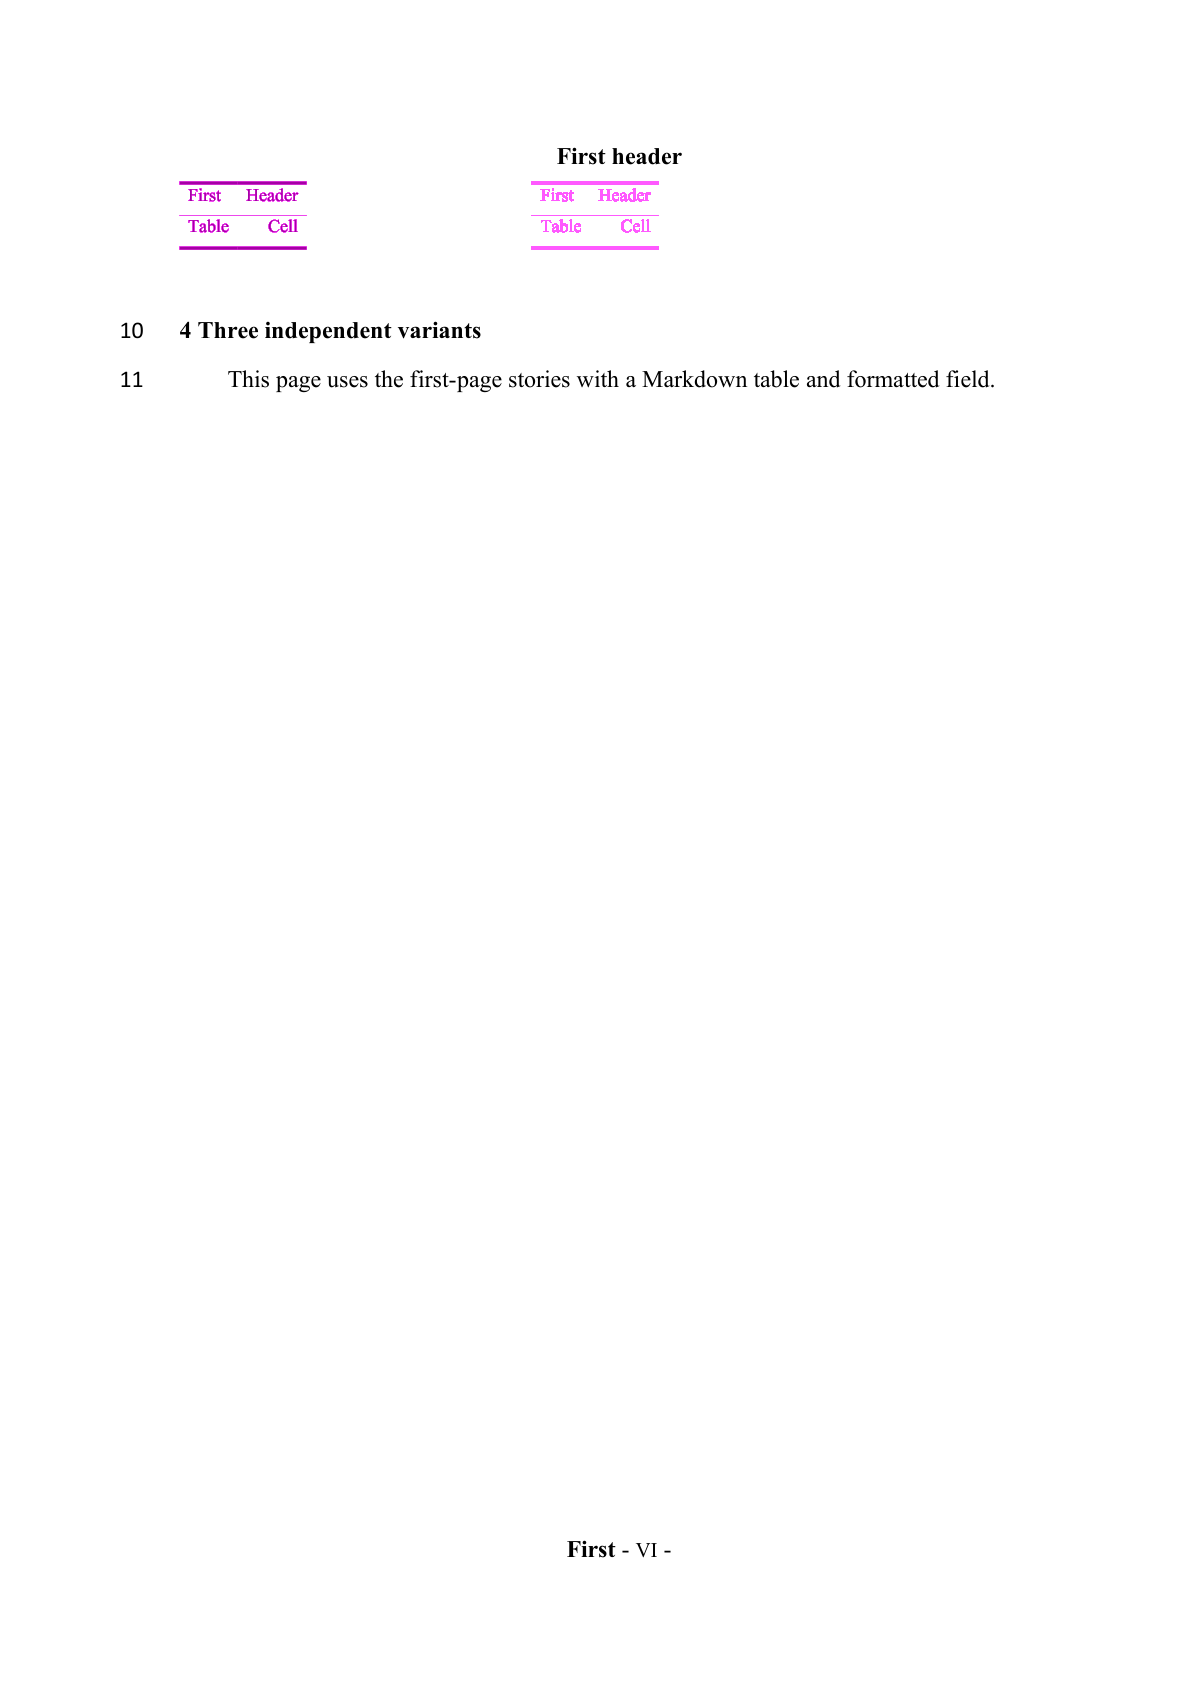 First header
First Header First Header
Table Cell Table Cell
10 4 Three independent variants
11 This page uses the first-page stories with a Markdown table and formatted field.
First - VI -